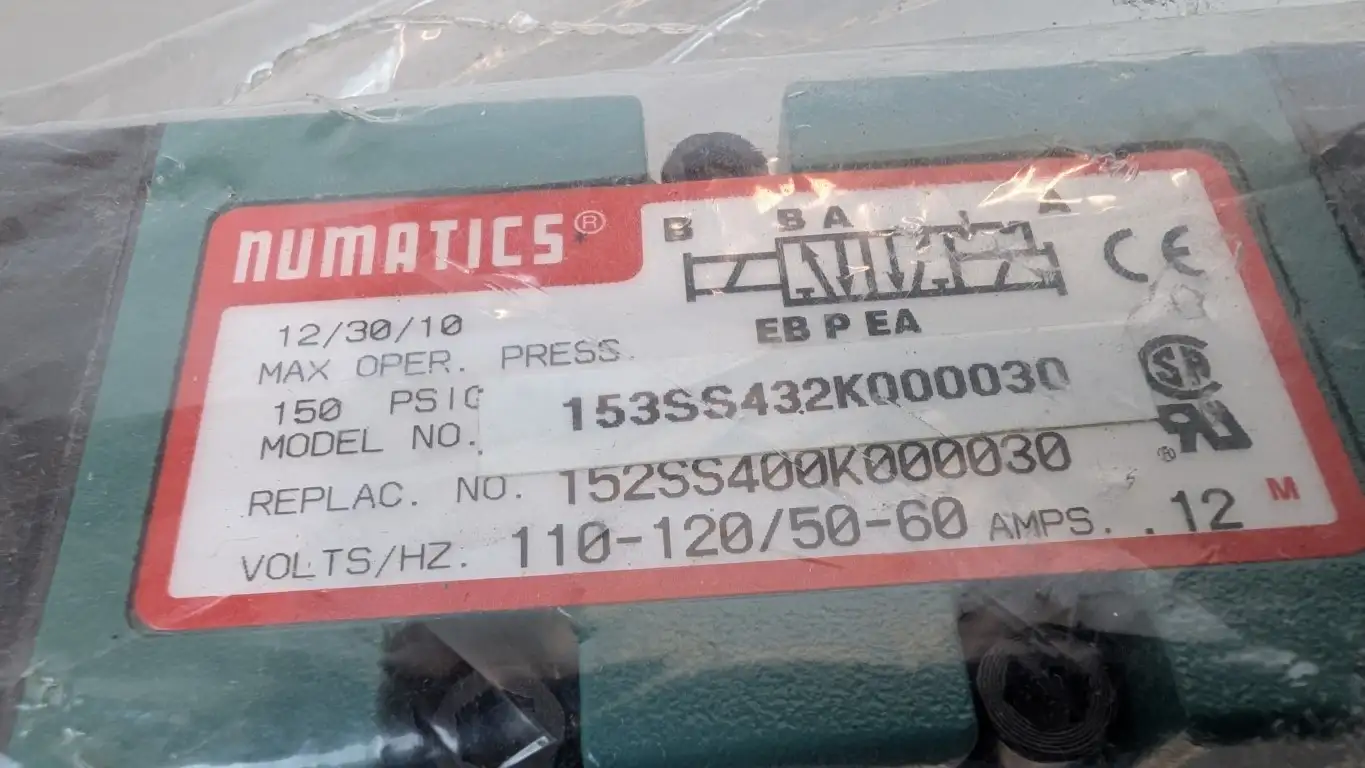 NUMATICS®
B BA A
EB P EA
CE
12/30/10
MAX OPER. PRESS.
150 PSIG
MODEL NO. 153SS432K000030
REPLAC. NO. 152SS400K000030
VOLTS/HZ. 110-120/50-60 AMPS. .12
M